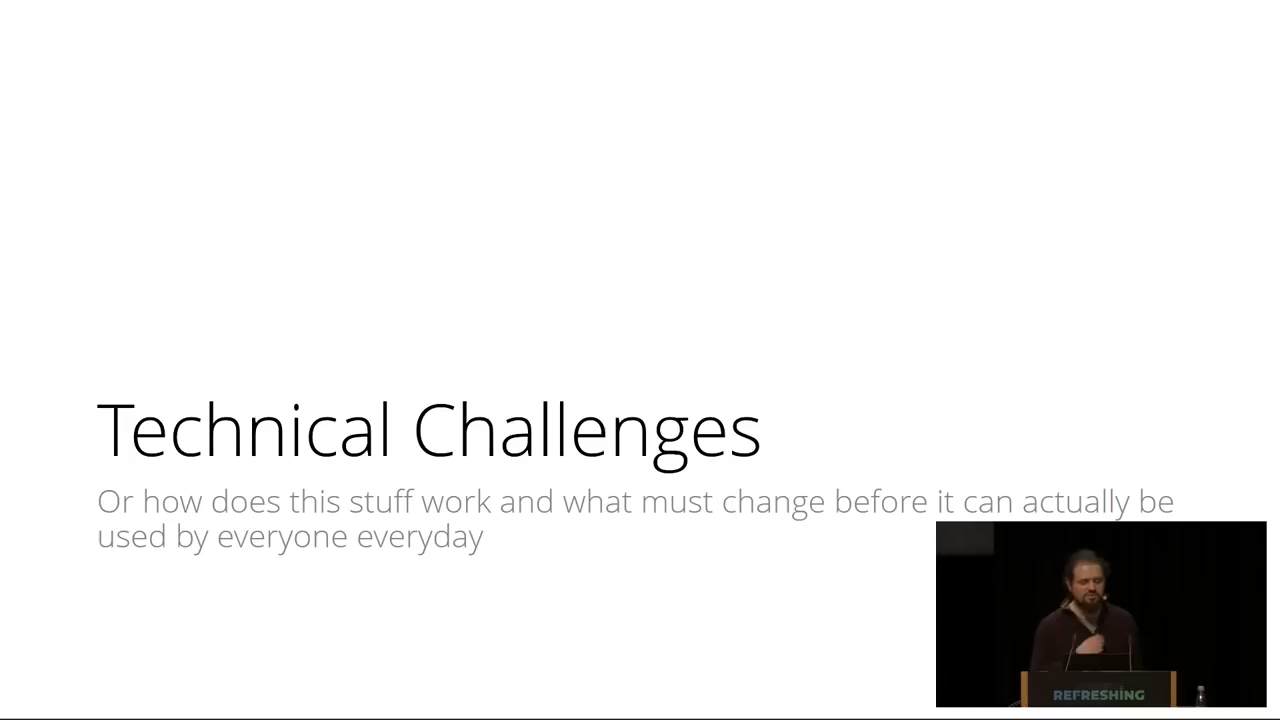 Technical Challenges
Or how does this stuff work and what must change before it can actually be
used by everyone everyday
REFRESHING